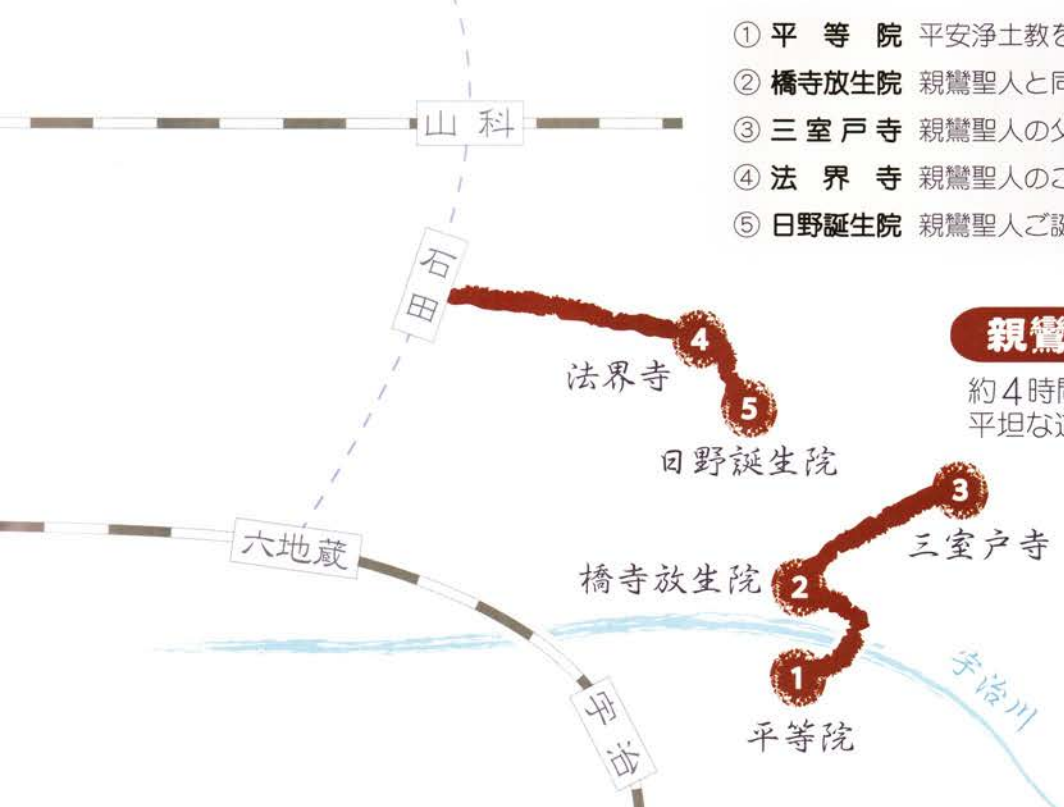 ① 平等院 平安浄土教を
② 橋寺放生院 親鸞聖人と同
③ 三室戸寺 親鸞聖人の父
④ 法界寺 親鸞聖人のご
⑤ 日野誕生院 親鸞聖人ご誕
山科
石田
4
法界寺
5
日野誕生院
親鸞
約4時間
平坦な道
六地蔵
3
三室戸寺
橋寺放生院
2
1
平等院
宇治川
宇治